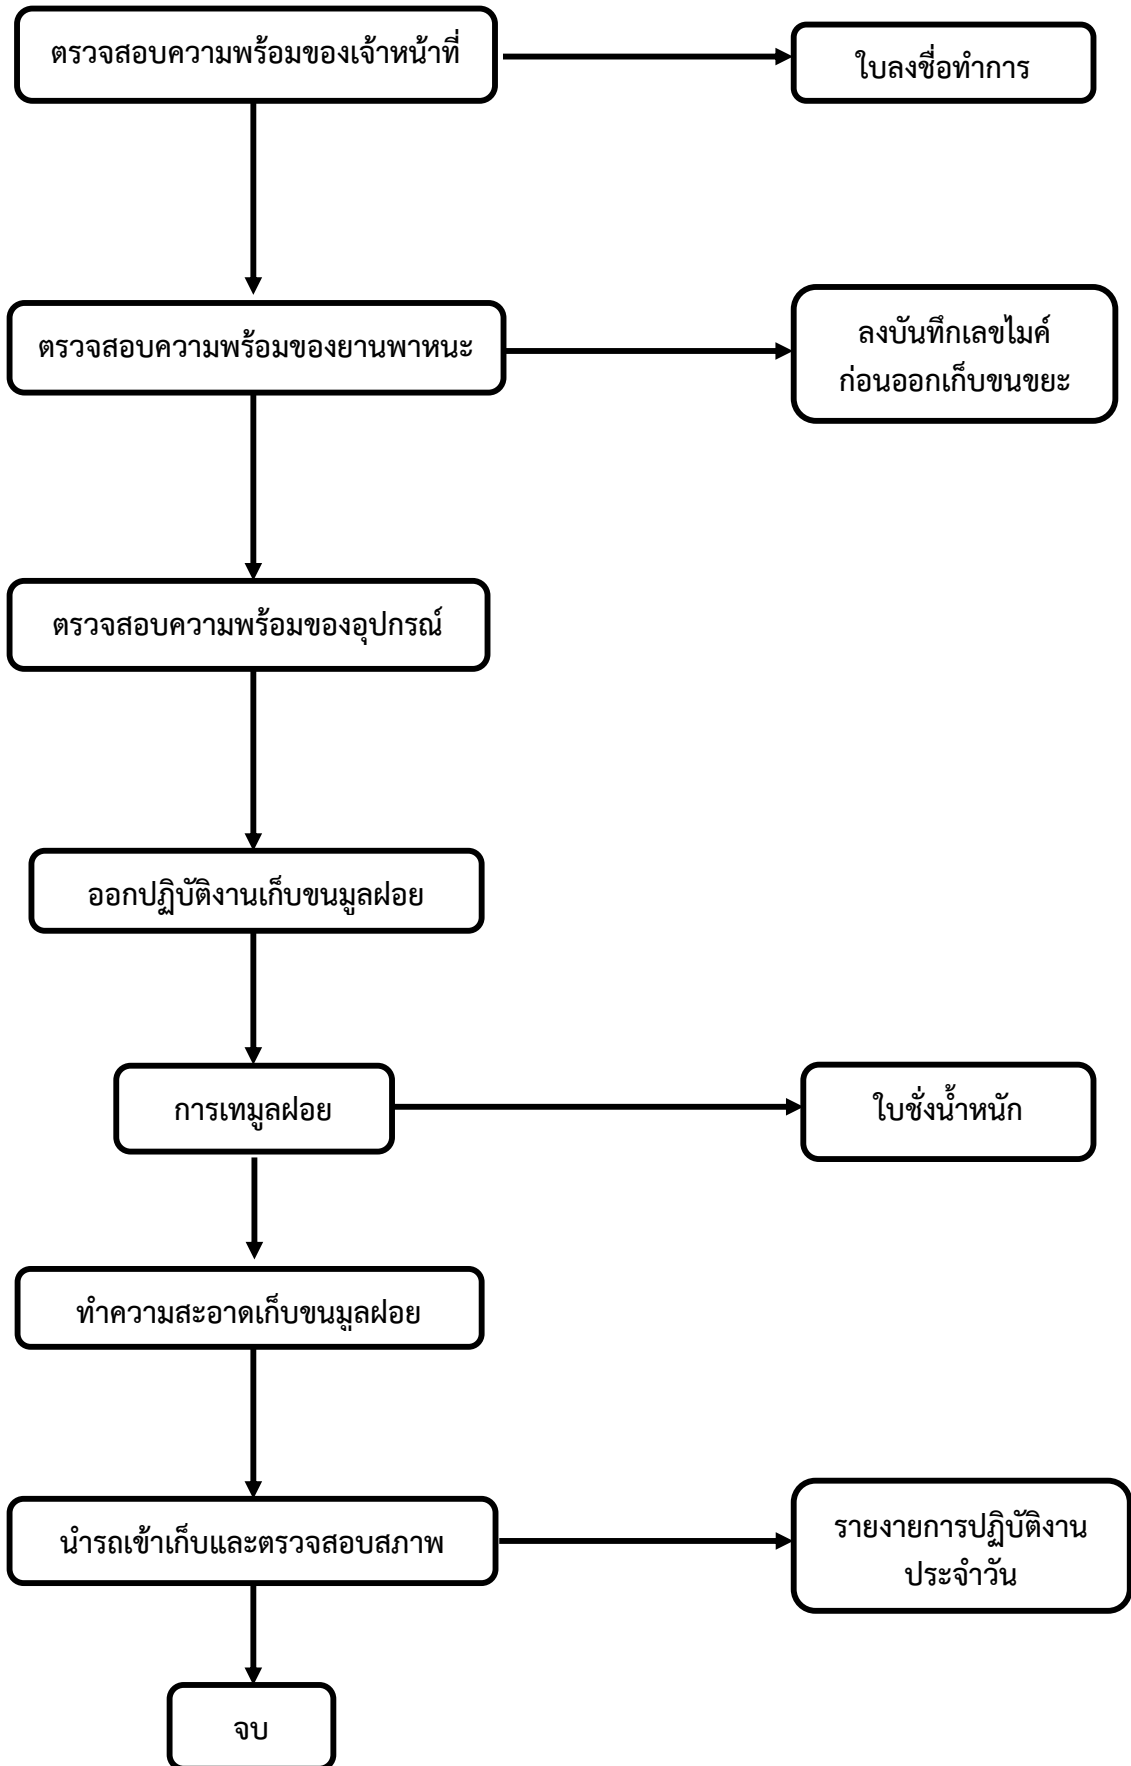 ตรวจสอบความพร้อมของเจ้าหน้าที่
ใบลงชื่อทำการ
ตรวจสอบความพร้อมของยานพาหนะ
ลงบันทึกเลขไมค์
ก่อนออกเก็บขนขยะ
ตรวจสอบความพร้อมของอุปกรณ์
ออกปฏิบัติงานเก็บขนมูลฝอย
การเทมูลฝอย
ใบชั่งน้ำหนัก
ทำความสะอาดเก็บขนมูลฝอย
นำรถเข้าเก็บและตรวจสอบสภาพ
รายงายการปฏิบัติงาน
ประจำวัน
จบ